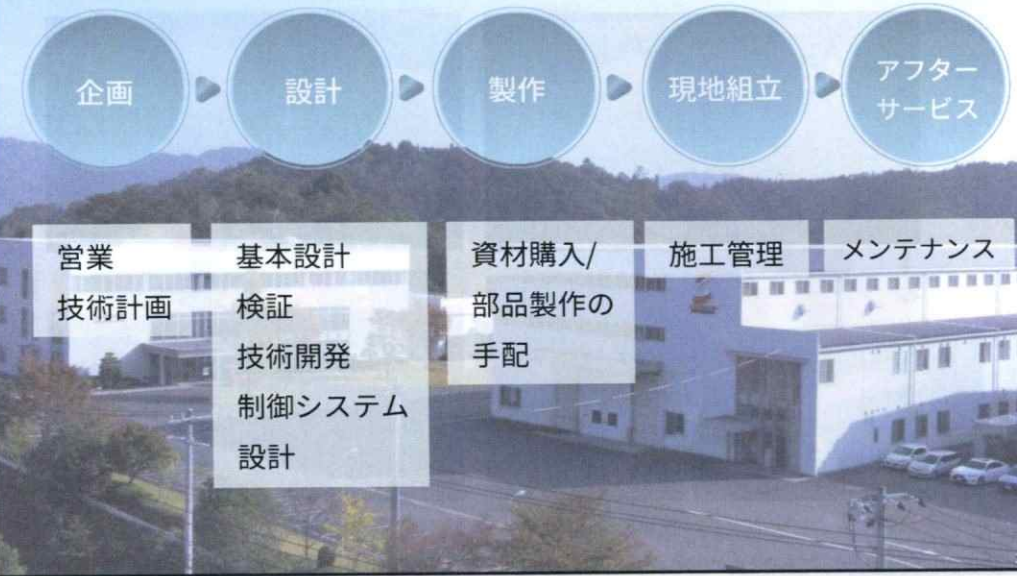 企画
設計
製作
現地組立
アフター
サービス
営業
技術計画
基本設計
検証
技術開発
制御システム
設計
資材購入/
部品製作の
手配
施工管理
メンテナンス